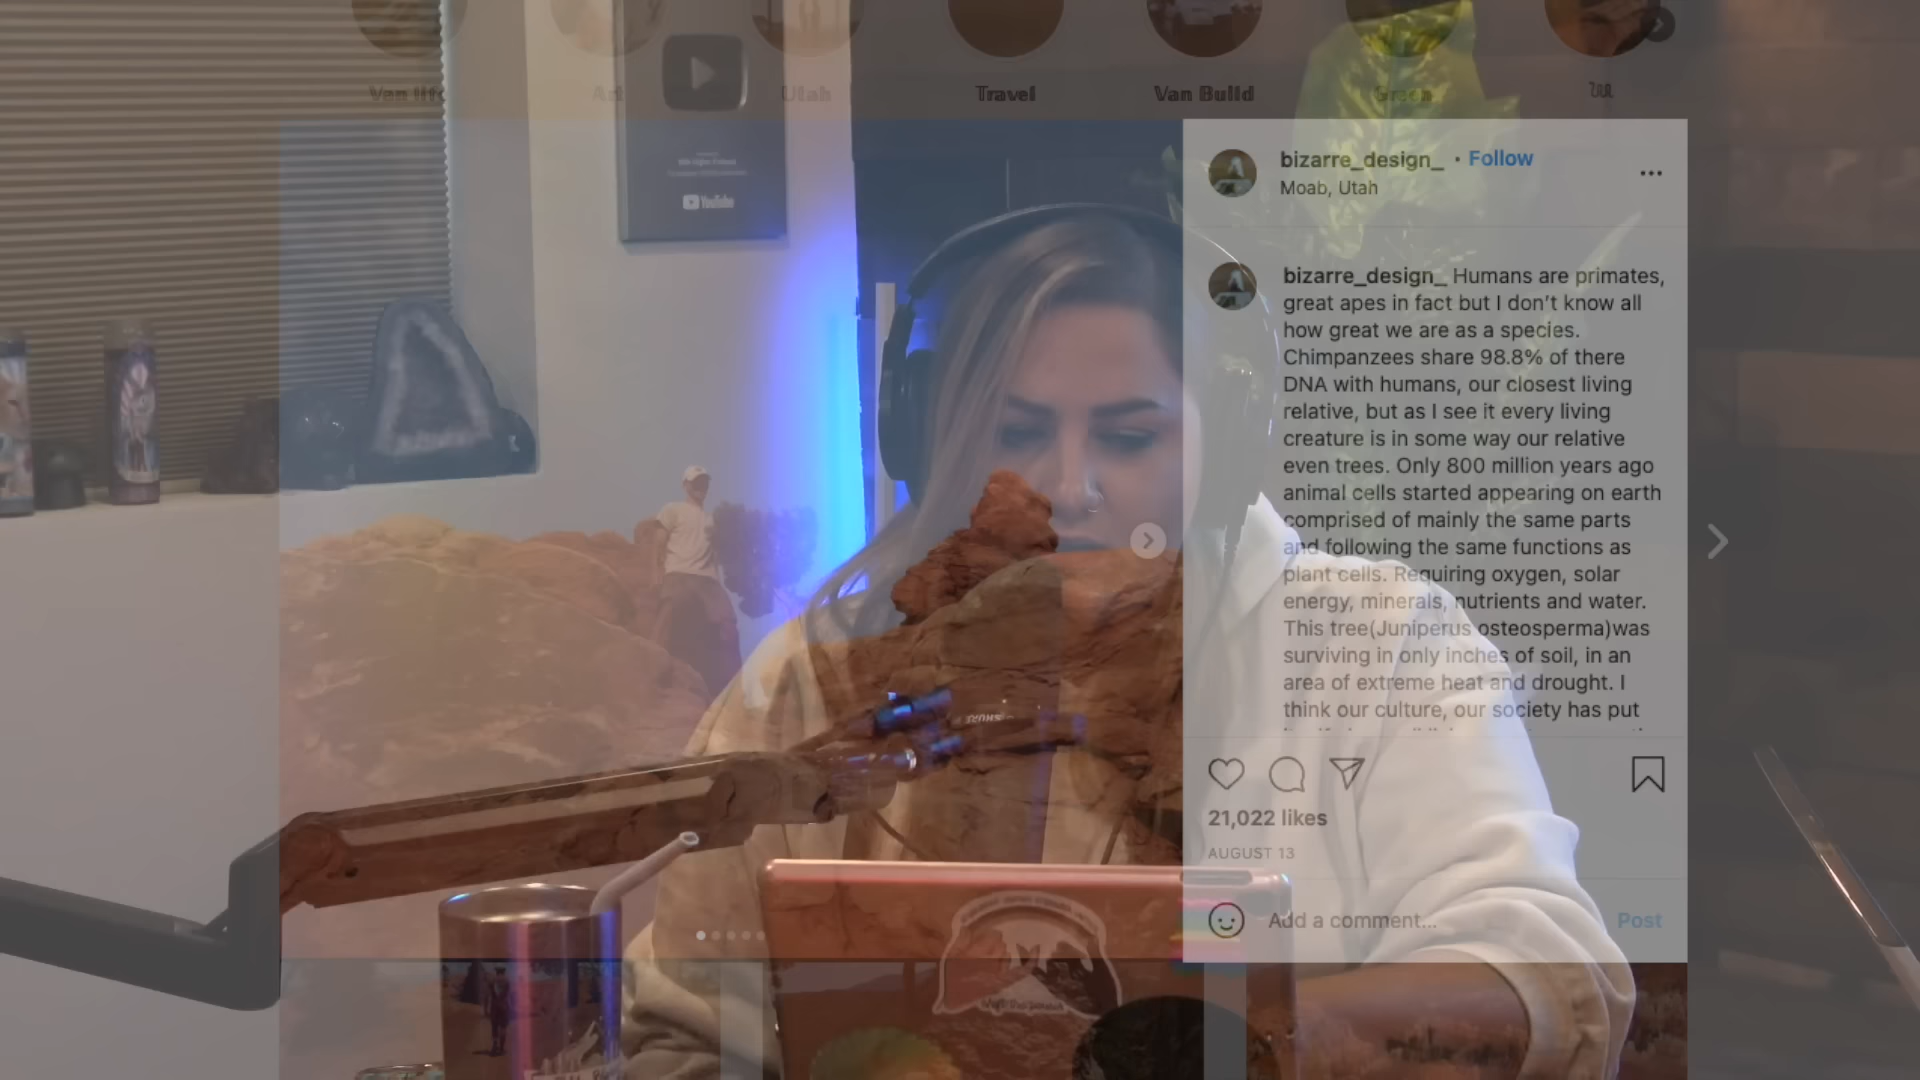 Van life
Art
Utah
Travel
Van Build
Green
YouTube
bizarre_design_ • Follow
Moab, Utah
bizarre_design_ Humans are primates,
great apes in fact but I don’t know all
how great we are as a species.
Chimpanzees share 98.8% of there
DNA with humans, our closest living
relative, but as I see it every living
creature is in some way our relative
even trees. Only 800 million years ago
animal cells started appearing on earth
comprised of mainly the same parts
and following the same functions as
plant cells. Requiring oxygen, solar
energy, minerals, nutrients and water.
This tree(Juniperus osteosperma)was
surviving in only inches of soil, in an
area of extreme heat and drought. I
think our culture, our society has put
21,022 likes
AUGUST 13
Add a comment... Post